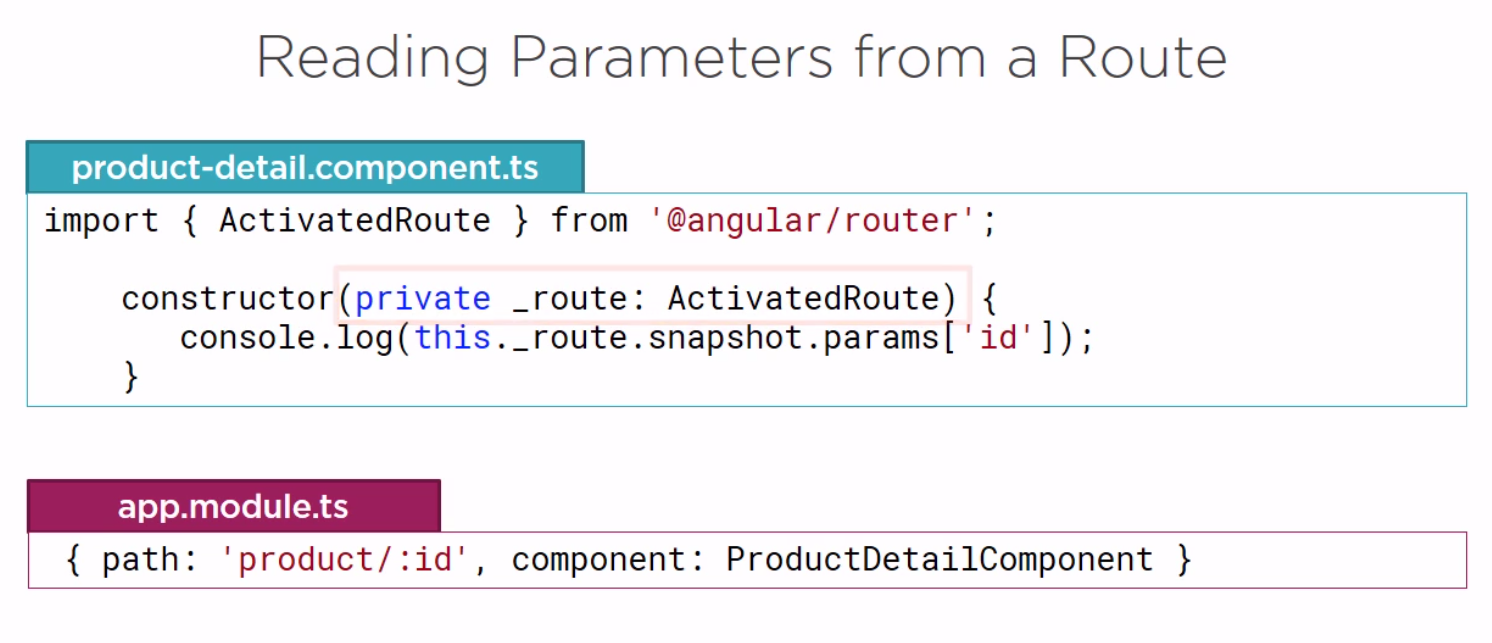 Reading Parameters from a Route
product-detail.component.ts
import { ActivatedRoute } from '@angular/router';
constructor(private _route: ActivatedRoute) {
console.log(this._route.snapshot.params['id']);
}
app.module.ts
{ path: 'product/:id', component: ProductDetailComponent }